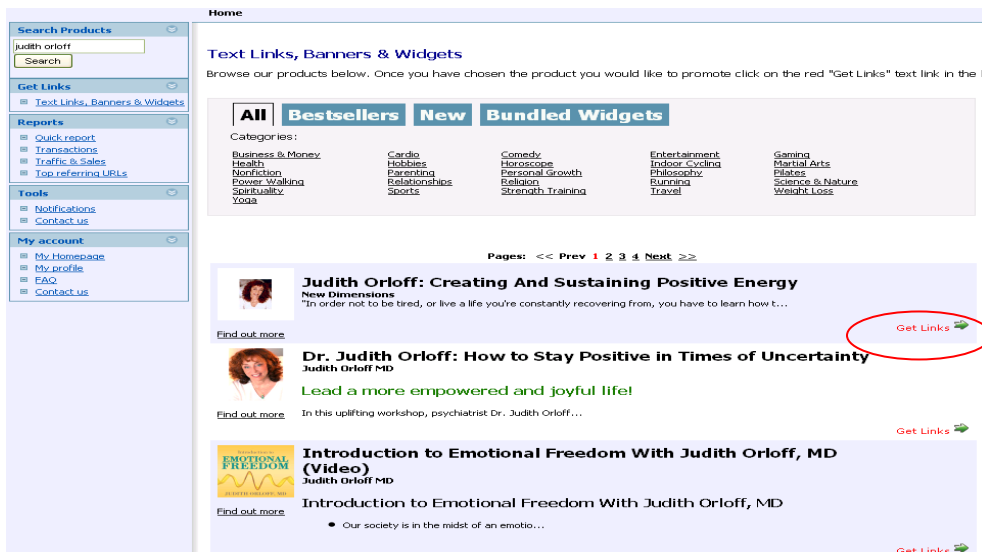 Home
Search Products
judith orloff
Search
Get Links
Text Links, Banners & Widgets
Reports
Quick report
Transactions
Traffic & Sales
Top referring URLs
Tools
Notifications
Contact us
My account
My Homepage
My profile
FAQ
Contact us
Text Links, Banners & Widgets
Browse our products below. Once you have chosen the product you would like to promote click on the red "Get Links" text link in the
All Bestsellers New Bundled Widgets
Categories:
Business & Money Cardio Comedy Entertainment Gaming
Health Hobbies Horoscope Indoor Cycling Martial Arts
Nonfiction Parenting Personal Growth Philosophy Pilates
Power Walking Relationships Religion Running Science & Nature
Spirituality Sports Strength Training Travel Weight Loss
Yoga
Pages: << Prev 1 2 3 4 Next >>
Judith Orloff: Creating And Sustaining Positive Energy
New Dimensions
"In order not to be tired, or live a life you're constantly recovering from, you have to learn how t...
Find out more
Get Links
Dr. Judith Orloff: How to Stay Positive in Times of Uncertainty
Judith Orloff MD
Lead a more empowered and joyful life!
Find out more
In this uplifting workshop, psychiatrist Dr. Judith Orloff...
Get Links
Introduction to
EMOTIONAL
FREEDOM
JUDITH ORLOFF, MD
Introduction to Emotional Freedom With Judith Orloff, MD
(Video)
Judith Orloff MD
Introduction to Emotional Freedom With Judith Orloff, MD
Find out more
• Our society is in the midst of an emotio...
Get Links